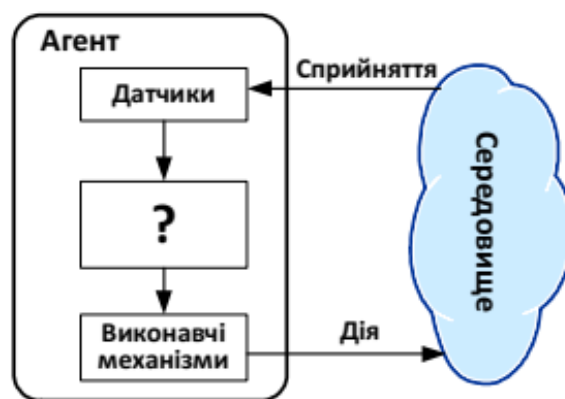 Агент
Датчики
Сприйняття
?
Виконавчі
механізми
Дія
Середовище